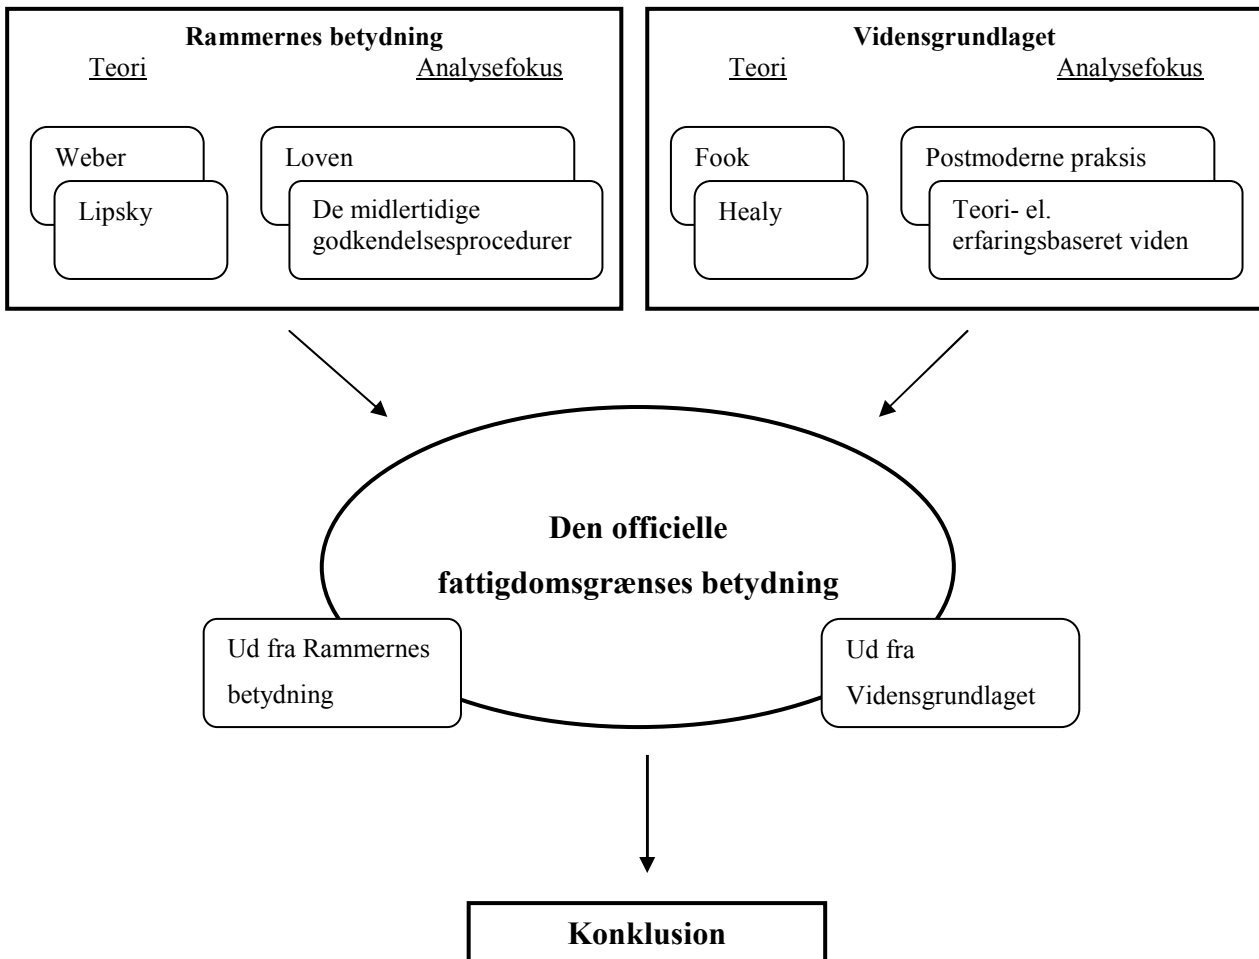 Rammernes betydning
Teori
Analysefokus
Weber
Lipsky
Loven
De midlertidige
godkendelsesprocedurer
Vidensgrundlaget
Teori
Analysefokus
Fook
Healy
Postmoderne praksis
Teori- el.
erfaringsbaseret viden
Den officielle
fattigdomsgrænses betydning
Ud fra Rammernes
betydning
Ud fra
Vidensgrundlaget
Konklusion